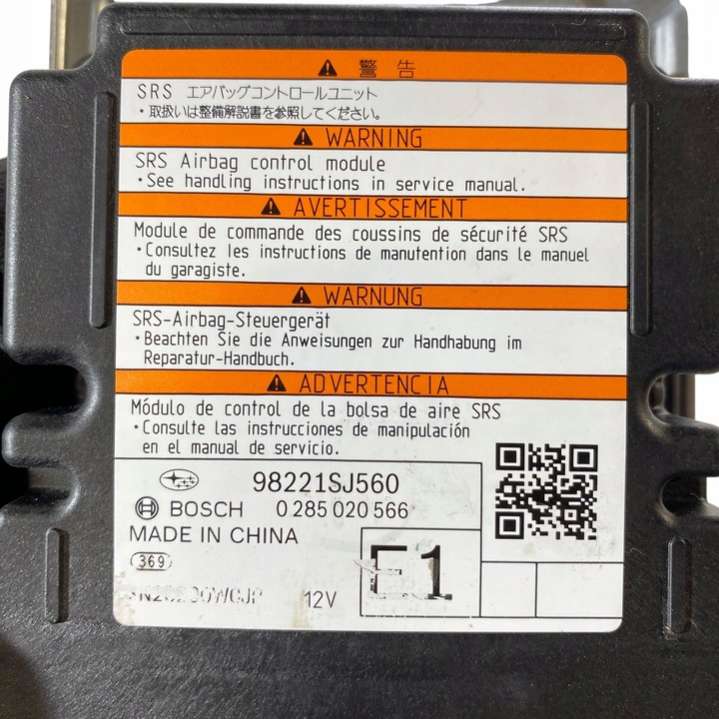 警告
SRS エアバッグコントロールユニット
・取扱いは整備解説書を参照してください。
WARNING
SRS Airbag control module
・See handling instructions in service manual.
AVERTISSEMENT
Module de commande des coussins de sécurité SRS
・Consultez les instructions de manutention dans le manuel
du garagiste.
WARNUNG
SRS-Airbag-Steuergerät
・Beachten Sie die Anweisungen zur Handhabung im
Reparatur-Handbuch.
ADVERTENCIA
Módulo de control de la bolsa de aire SRS
・Consulte las instrucciones de manipulación
en el manual de servicio.
98221SJ560
BOSCH 0 285 020 566
MADE IN CHINA
369
12V
E1